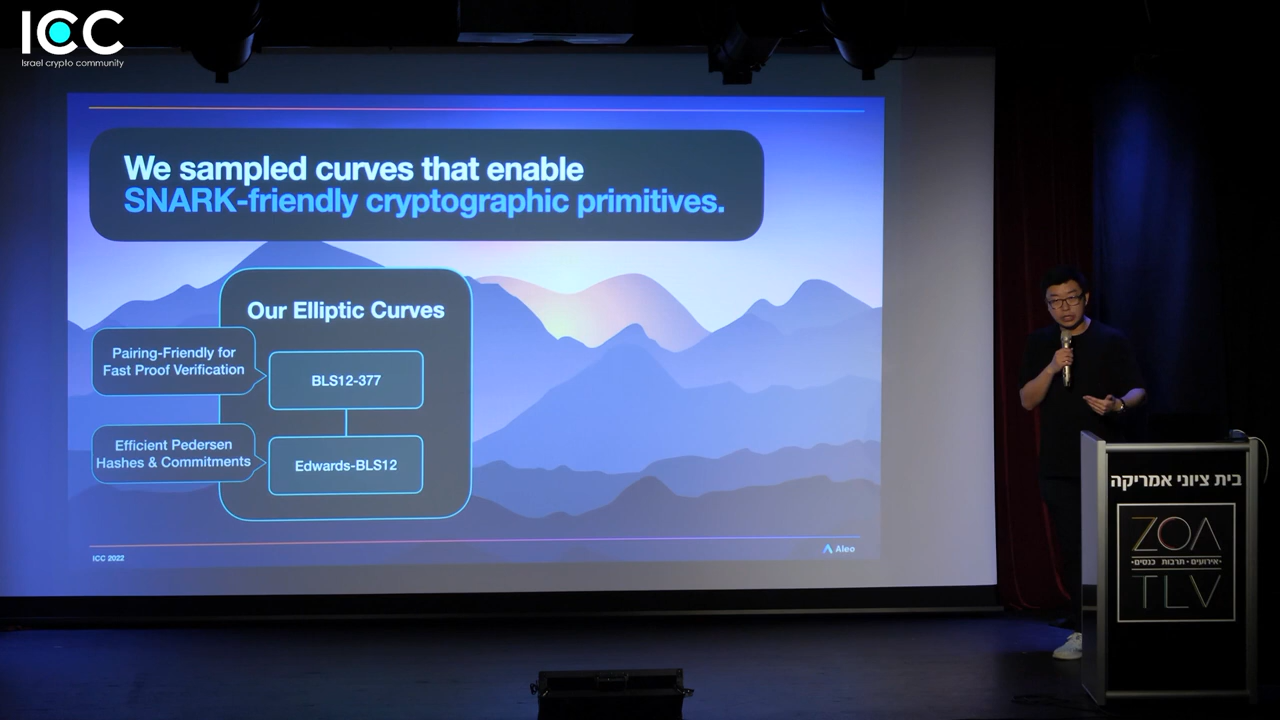 ICC
Israel crypto community
We sampled curves that enable
SNARK-friendly cryptographic primitives.
Our Elliptic Curves
Pairing-Friendly for
Fast Proof Verification
BLS12-377
Efficient Pedersen
Hashes & Commitments
Edwards-BLS12
ICC 2022
Aleo
בית ציוני אמריקה
ZOA
•אירועים • תרבות כנסים•
TLV